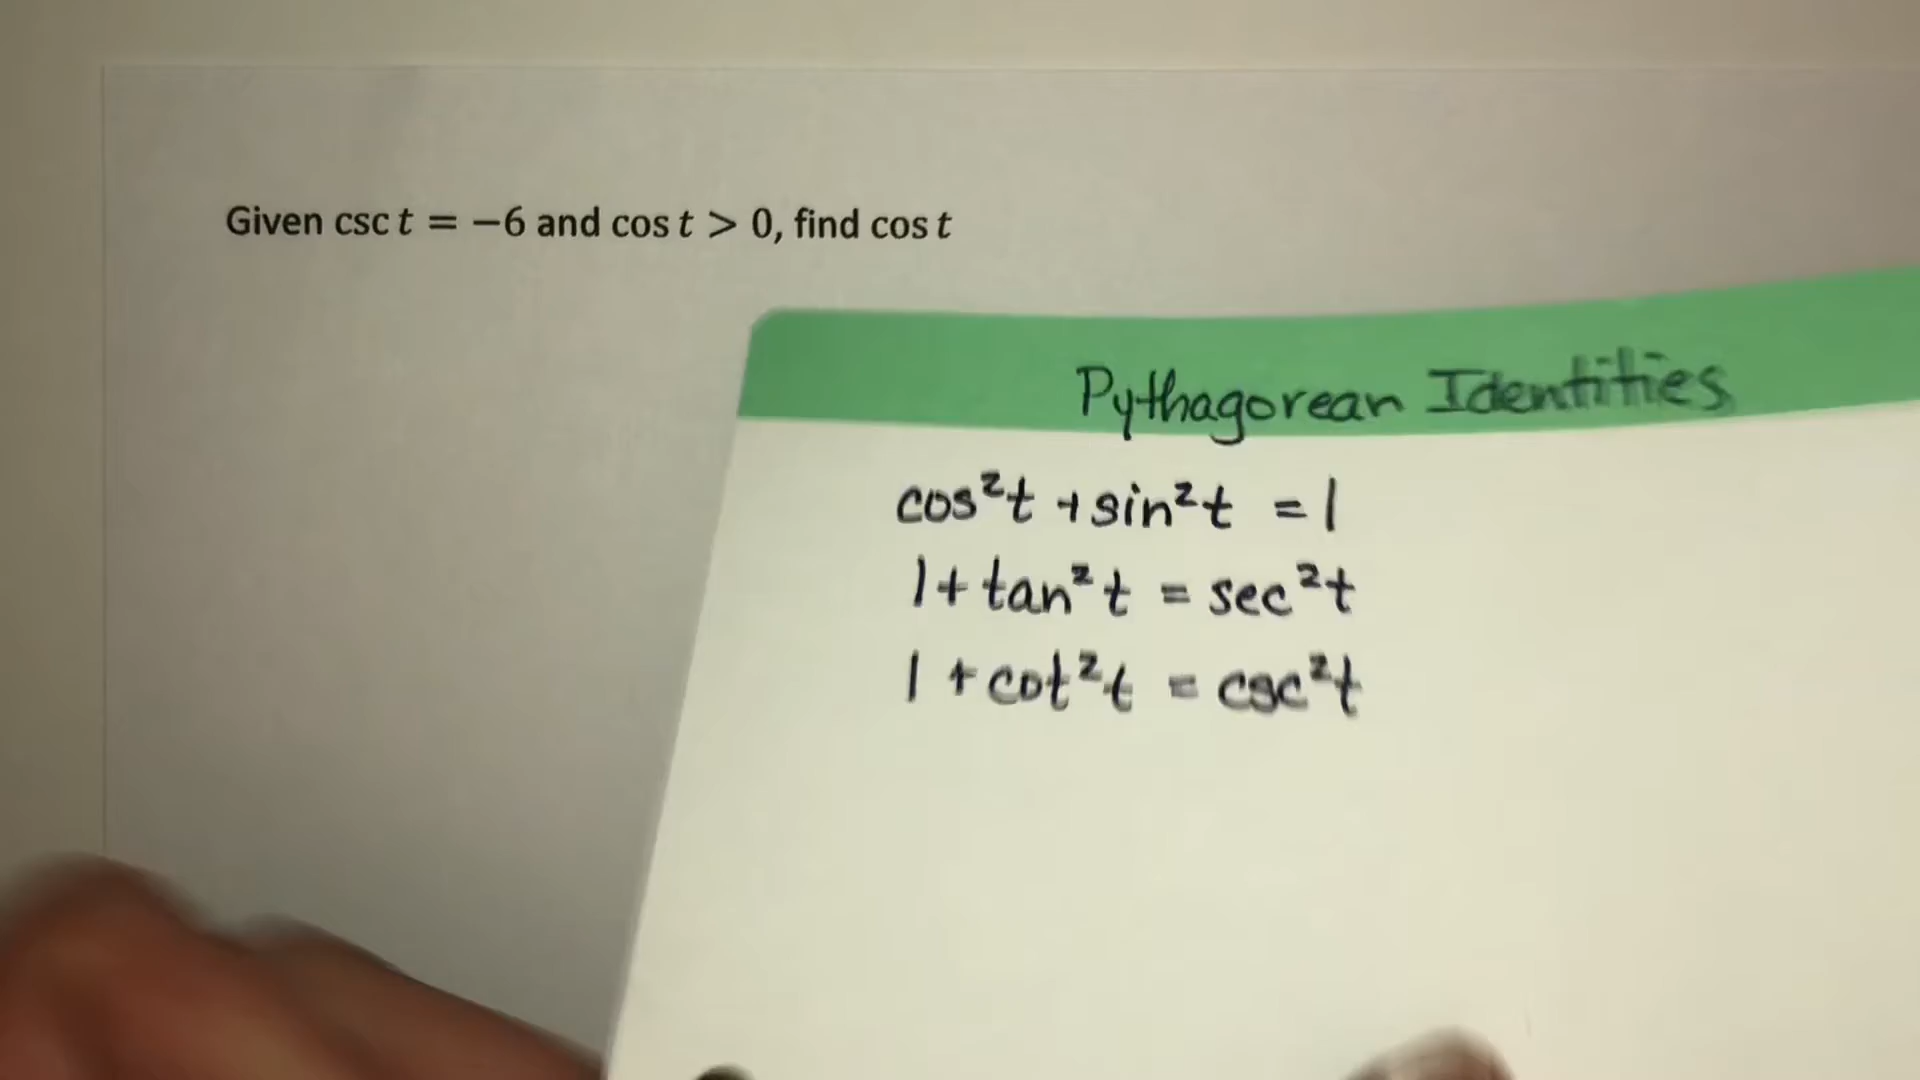 Given csc t = −6 and cos t > 0, find cos t
Pythagorean Identities
cos²t + sin²t = 1
1 + tan²t = sec²t
1 + cot²t = csc²t